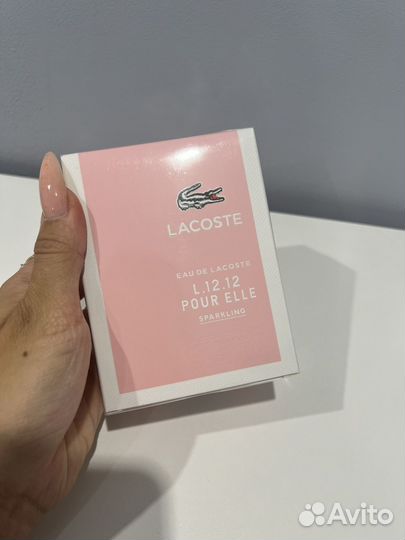 LACOSTE
EAU DE LACOSTE
L.12.12
POUR ELLE
SPARKLING
Avito